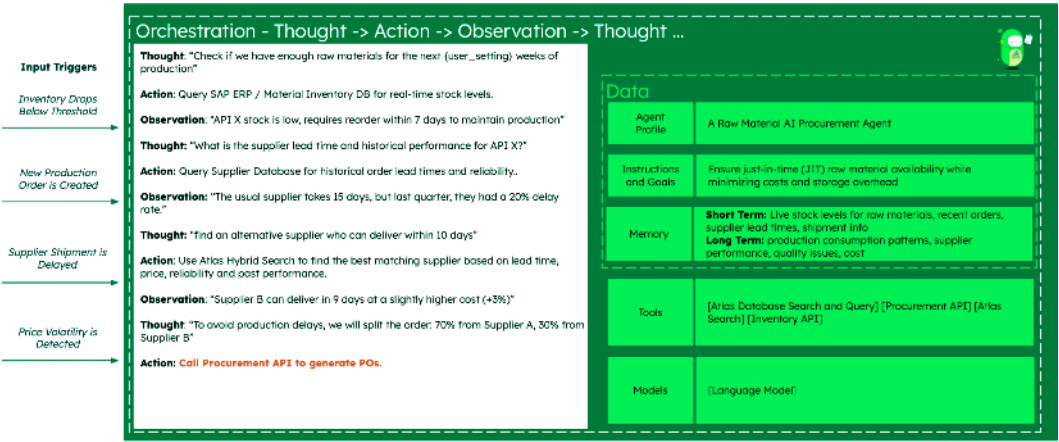 Orchestration - Thought -> Action -> Observation -> Thought ...
Input Triggers
Inventory Drops
Below Threshold
New Production
Order is Created
Supplier Shipment is
Delayed
Price Volatility is
Detected
Thought: "Check if we have enough raw materials for the next {user_setting} weeks of
production"
Action: Query SAP ERP / Material Inventory DB for real-time stock levels.
Observation: "API X stock is low, requires reorder within 7 days to maintain production"
Thought: "What is the supplier lead time and historical performance for API X?"
Action: Query Supplier Database for historical order lead times and reliability..
Observation: "The usual supplier takes 15 days, but last quarter, they had a 20% delay
rate."
Thought: "find an alternative supplier who can deliver within 10 days"
Action: Use Atlas Hybrid Search to find the best matching supplier based on lead time,
price, reliability and past performance.
Observation: "Supplier B can deliver in 9 days at a slightly higher cost (+3%)"
Thought: "To avoid production delays, we will split the order: 70% from Supplier A, 30% from
Supplier B"
Action: Call Procurement API to generate POs.
Data
Agent
Profile
A Raw Material AI Procurement Agent
Instructions
and Goals
Ensure just-in-time (JIT) raw material availability while
minimizing costs and storage overhead
Memory
Short Term: Live stock levels for raw materials, recent orders,
supplier lead times, shipment info
Long Term: production consumption patterns, supplier
performance, quality issues, cost
Tools
[Atlas Database Search and Query] [Procurement API] [Atlas
Search] [Inventory API]
Models
[Language Model]